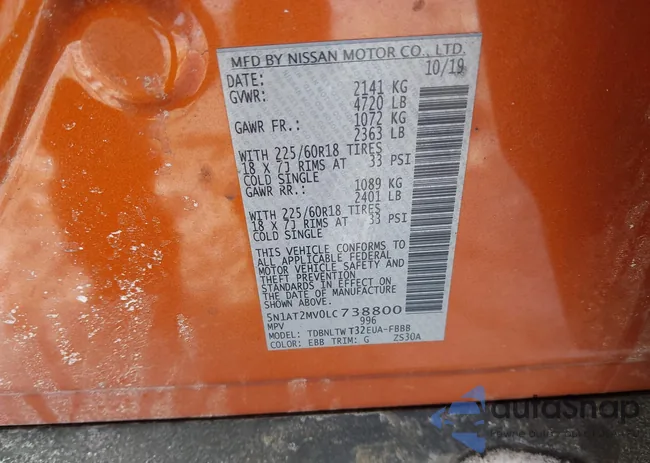 MFD BY NISSAN MOTOR CO., LTD.
DATE: 10/19
GVWR: 2141 KG
4720 LB
GAWR FR.: 1072 KG
2363 LB
WITH 225/60R18 TIRES
18 X 7J RIMS AT 33 PSI
COLD SINGLE
GAWR RR.: 1089 KG
2401 LB
WITH 225/60R18 TIRES
18 X 7J RIMS AT 33 PSI
COLD SINGLE
THIS VEHICLE CONFORMS TO
ALL APPLICABLE FEDERAL
MOTOR VEHICLE SAFETY AND
THEFT PREVENTION
STANDARDS IN EFFECT ON
THE DATE OF MANUFACTURE
SHOWN ABOVE.
5N1AT2MV0LC738800
MPV 996
MODEL: TDBNLTW T32EUA-FBBB
COLOR: EBB TRIM: G ZS30A
autoSnap